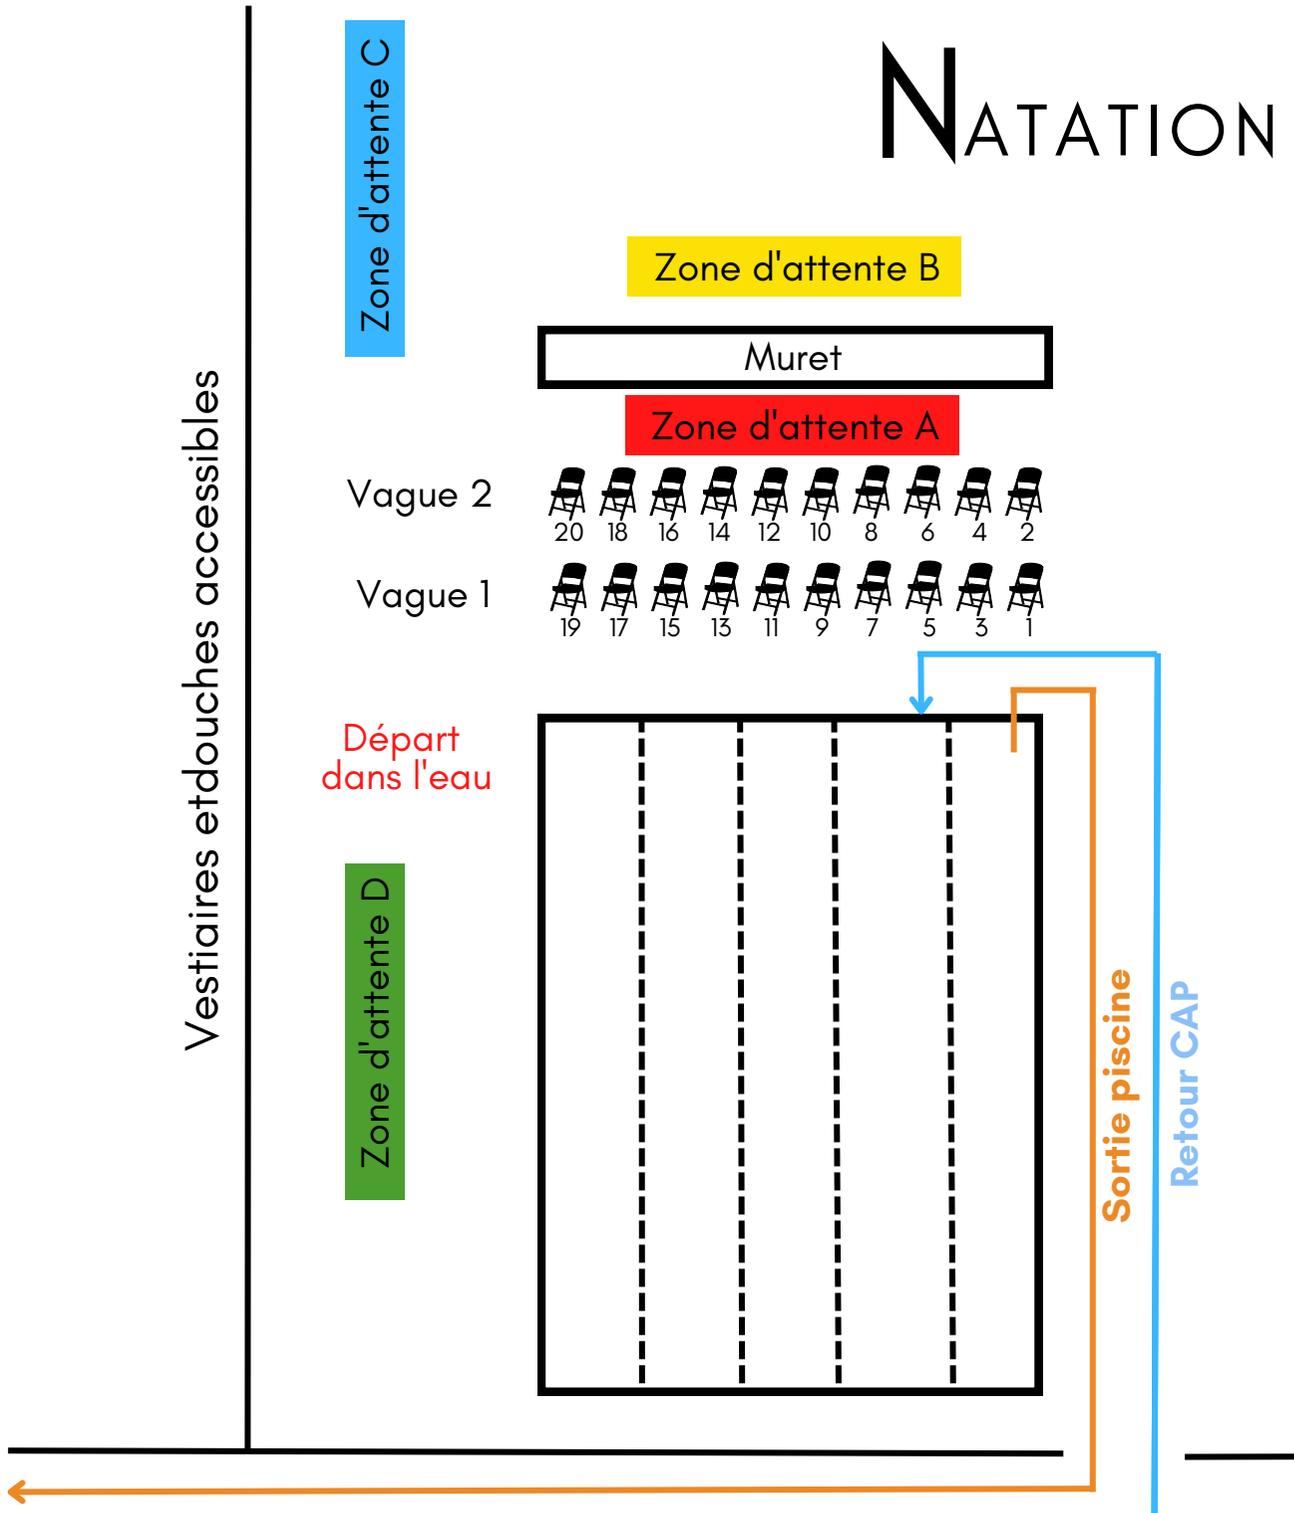 NATATION
Zone d'attente C
Zone d'attente B
Muret
Zone d'attente A
Vague 2
20 18 16 14 12 10 8 6 4 2
Vague 1
19 17 15 13 11 9 7 5 3 1
Vestiaires etdouches accessibles
Départ
dans l'eau
Zone d'attente D
Sortie piscine
Retour CAP